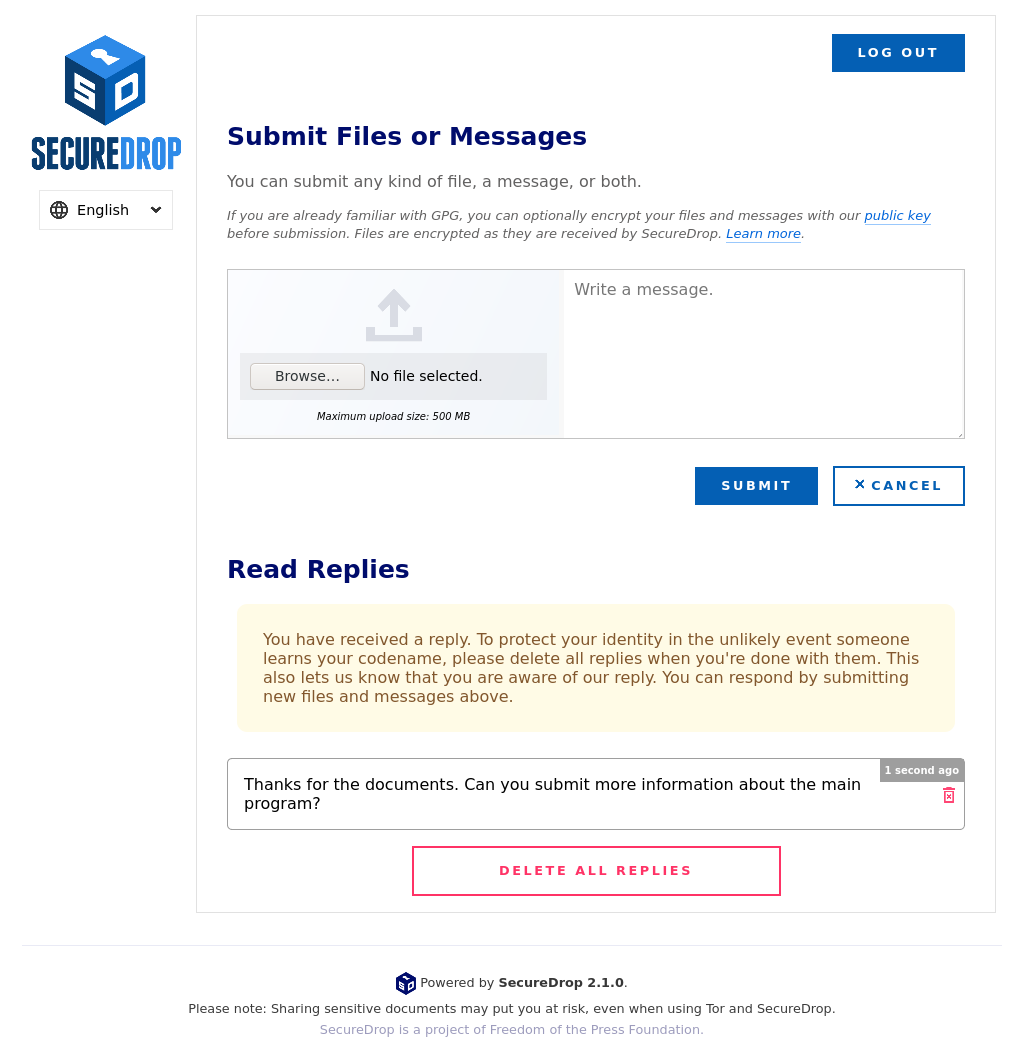 LOG OUT
SD
SECUREDROP
English
Submit Files or Messages
You can submit any kind of file, a message, or both.
If you are already familiar with GPG, you can optionally encrypt your files and messages with our public key
before submission. Files are encrypted as they are received by SecureDrop. Learn more.
Write a message.
Browse... No file selected.
Maximum upload size: 500 MB
SUBMIT
CANCEL
Read Replies
You have received a reply. To protect your identity in the unlikely event someone
learns your codename, please delete all replies when you're done with them. This
also lets us know that you are aware of our reply. You can respond by submitting
new files and messages above.
1 second ago
Thanks for the documents. Can you submit more information about the main
program?
DELETE ALL REPLIES
SD
Powered by SecureDrop 2.1.0.
Please note: Sharing sensitive documents may put you at risk, even when using Tor and SecureDrop.
SecureDrop is a project of Freedom of the Press Foundation.